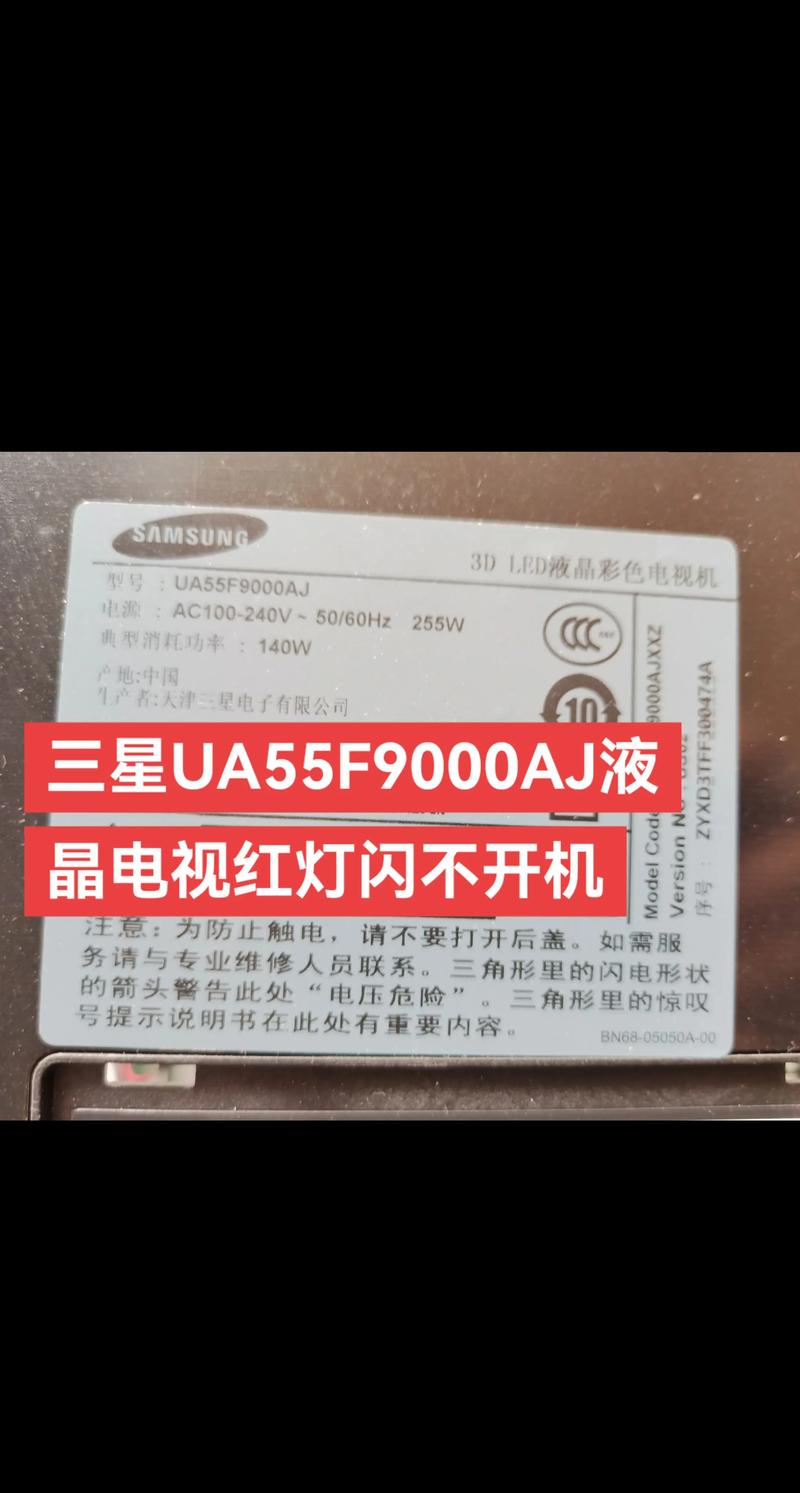 SAMSUNG
3D LED液晶彩色电视机
型号：UA55F9000AJ
电源：AC100-240V ~ 50/60Hz 255W
典型消耗功率：140W
产地:中国
生产者:天津三星电子有限公司
10
三星UA55F9000AJ液
晶电视红灯闪不开机
注意：为防止触电，请不要打开后盖。如需服
务请与专业维修人员联系。三角形里的闪电形状
的箭头警告此处“电压危险”。三角形里的惊叹
号提示说明书在此处有重要内容。
BN68-05050A-00
Model Code
9000AJXXZ
Version
序号：ZYXD3TFF300474A